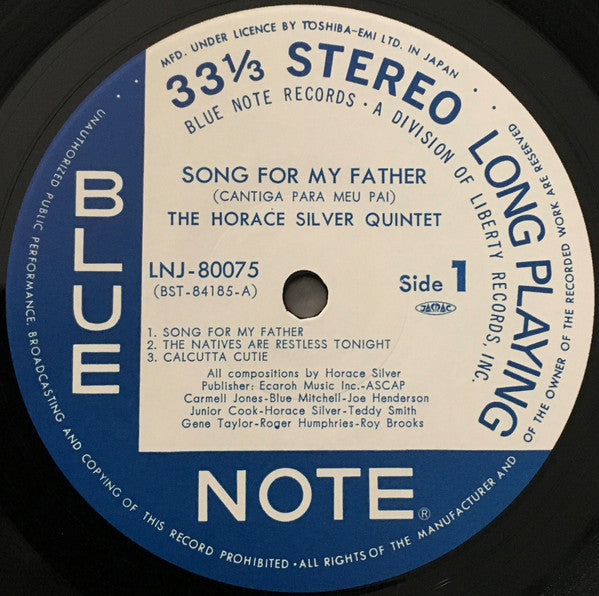 MFD. UNDER LICENCE BY TOSHIBA-EMI LTD. IN JAPAN
33⅓ STEREO LONG PLAYING
BLUE NOTE RECORDS · A DIVISION OF LIBERTY RECORDS, INC.
SONG FOR MY FATHER
(CANTIGA PARA MEU PAI)
THE HORACE SILVER QUINTET
LNJ-80075
(BST-84185-A)
Side 1
JASRAC
1. SONG FOR MY FATHER
2. THE NATIVES ARE RESTLESS TONIGHT
3. CALCUTTA CUTIE
All compositions by Horace Silver
Publisher: Ecaroh Music Inc.-ASCAP
Carmell Jones-Blue Mitchell-Joe Henderson
Junior Cook-Horace Silver-Teddy Smith
Gene Taylor-Roger Humphries-Roy Brooks
BLUE
NOTE®
UNAUTHORIZED PUBLIC PERFORMANCE, BROADCASTING AND COPYING OF THIS RECORD PROHIBITED · ALL RIGHTS OF THE MANUFACTURER AND OF THE OWNER OF THE RECORDED WORK ARE RESERVED